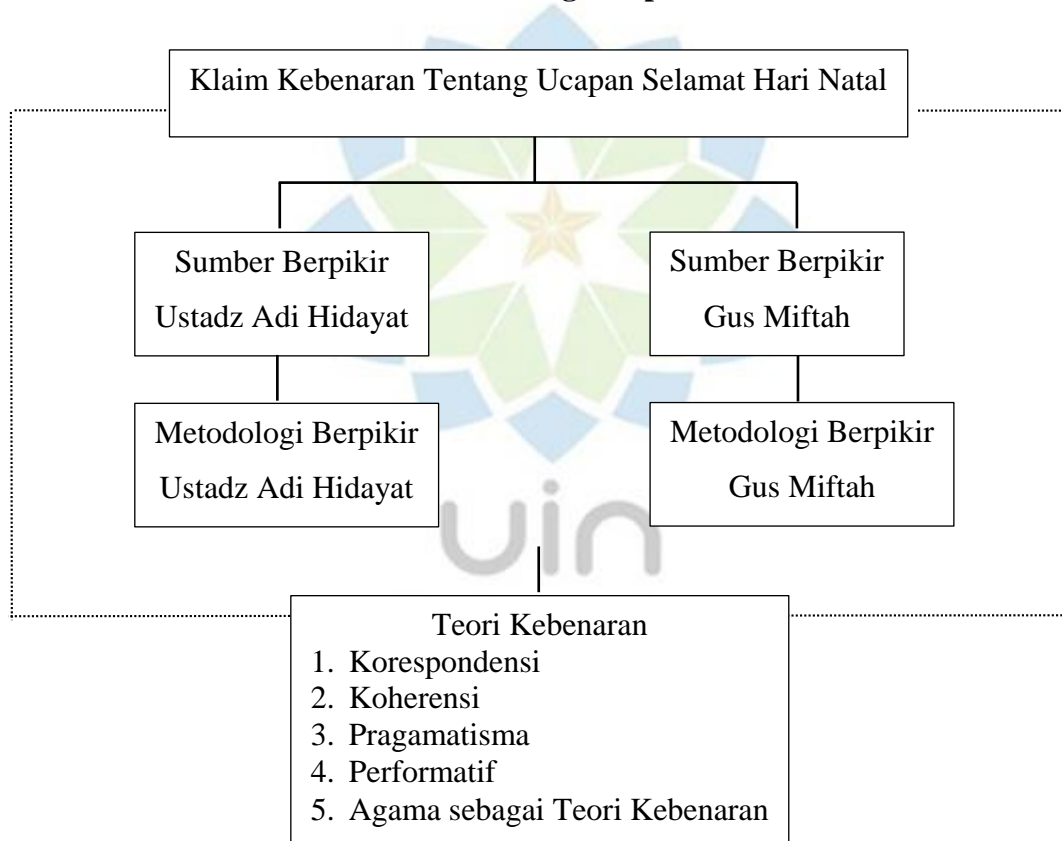 Klaim Kebenaran Tentang Ucapan Selamat Hari Natal
Sumber Berpikir
Ustadz Adi Hidayat
Sumber Berpikir
Gus Miftah
Metodologi Berpikir
Ustadz Adi Hidayat
Metodologi Berpikir
Gus Miftah
uin
Teori Kebenaran
1. Korespondensi
2. Koherensi
3. Pragamatisma
4. Performatif
5. Agama sebagai Teori Kebenaran